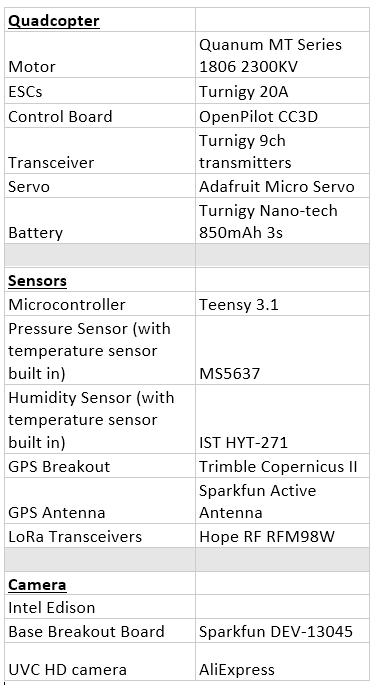 Quadcopter
Motor Quanum MT Series
1806 2300KV
ESCs Turnigy 20A
Control Board OpenPilot CC3D
Transceiver Turnigy 9ch
transmitters
Servo Adafruit Micro Servo
Battery Turnigy Nano-tech
850mAh 3s
Sensors
Microcontroller Teensy 3.1
Pressure Sensor (with
temperature sensor
built in) MS5637
Humidity Sensor (with
temperature sensor
built in) IST HYT-271
GPS Breakout Trimble Copernicus II
GPS Antenna Sparkfun Active
Antenna
LoRa Transceivers Hope RF RFM98W
Camera
Intel Edison
Base Breakout Board Sparkfun DEV-13045
UVC HD camera AliExpress